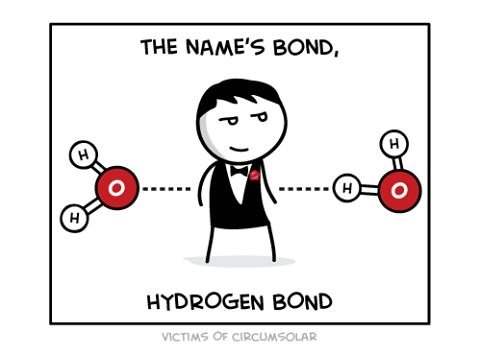 THE NAME'S BOND,
H
H
O
H
O
H
HYDROGEN BOND
VICTIMS OF CIRCUMSOLAR